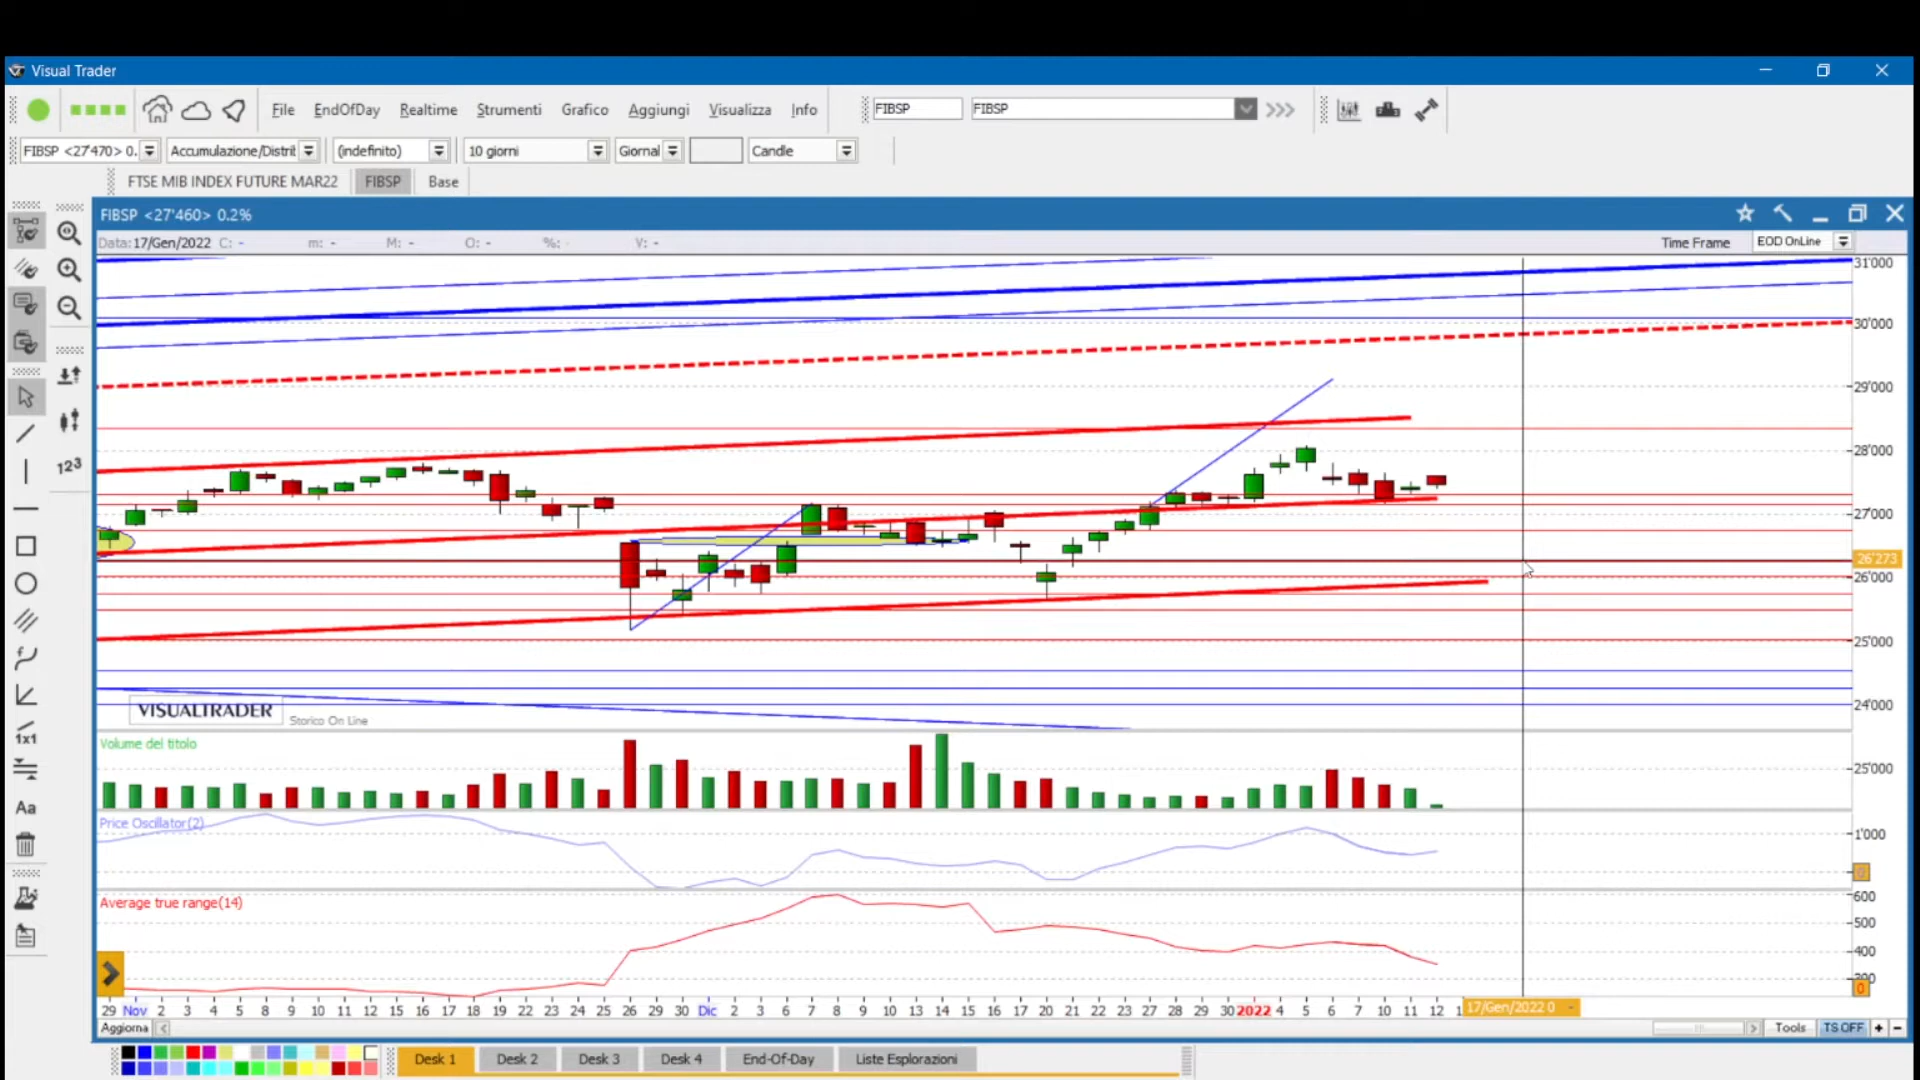 Visual Trader
File EndOfDay Realtime Strumenti Grafico Aggiungi Visualizza Info FIBSP FIBSP
FIBSP <27'470> 0. Accumulazione/Distrib (indefinito) 10 giorni Giornal Candle
FTSE MIB INDEX FUTURE MAR22 FIBSP Base
FIBSP <27'460> 0.2%
Data: 17/Gen/2022 C: - m: - M: - O: - %: - V: - Time Frame EOD OnLine
31'000
30'000
29'000
28'000
27'000
26'273
26'000
25'000
24'000
VISUALTRADER Storico On Line
Volume del titolo
25'000
Price Oscillator(2)
1'000
0
Average true range(14)
600
500
400
0
29 Nov 2 3 4 5 8 9 10 11 12 15 16 17 18 19 22 23 24 25 26 29 30 Dic 2 3 6 7 8 9 10 13 14 15 16 17 20 21 22 23 27 28 29 30 2022 4 5 6 7 10 11 12 17/Gen/2022 0 -
Aggiorna Tools TS OFF + -
Desk 1 Desk 2 Desk 3 Desk 4 End-Of-Day Liste Esplorazioni
123
1x1
Aa